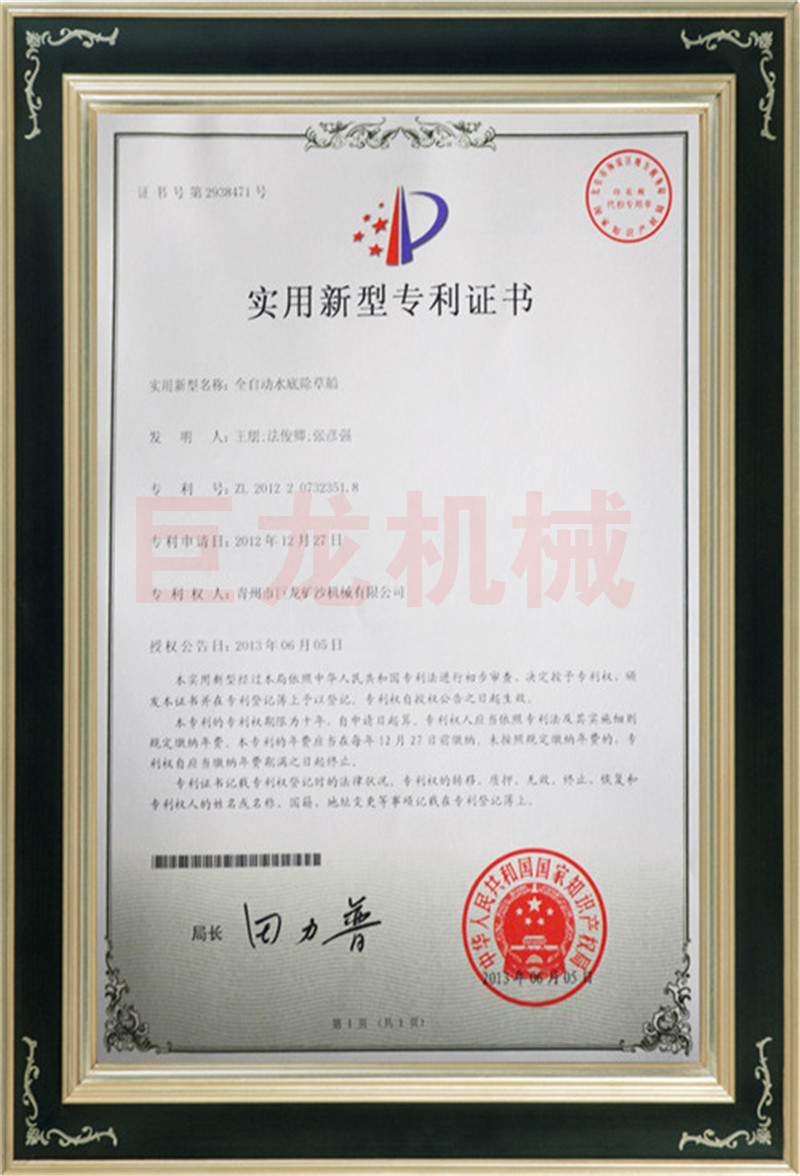 证书号第2938471号
实用新型专利证书
实用新型名称：全自动水底除草船
发明人：王朋;法俊卿;张彦强
专利号：ZL 2012 2 0732351.8
巨龙机械
专利申请日：2012年12月27日
专利权人：青州市巨龙矿沙机械有限公司
授权公告日：2013年06月05日
本实用新型经过本局依照中华人民共和国专利法进行初步审查，决定授予专利权，颁
发本证书并在专利登记簿上予以登记。专利权自授权公告之日起生效。
本专利的专利权期限为十年，自申请日起算。专利权人应当依照专利法及其实施细则
规定缴纳年费。本专利的年费应当在每年12月27日前缴纳。未按照规定缴纳年费的，专
利权自应当缴纳年费期满之日起终止。
专利证书记载专利权登记时的法律状况。专利权的转移、质押、无效、终止、恢复和
专利权人的姓名或名称、国籍、地址变更等事项记载在专利登记簿上。
局长
田力普
中华人民共和国国家知识产权局
2013年06月05日
第1页（共1页）